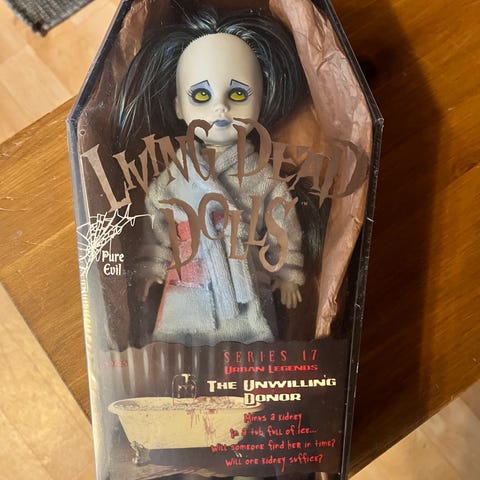 LIVING DEAD
DOLLS
Pure
Evil
SERIES 17
URBAN LEGENDS
THE UNWILLING
DONOR
Minus a kidney
In a tub full of ice...
Will someone find her in time?
Will one kidney suffice?